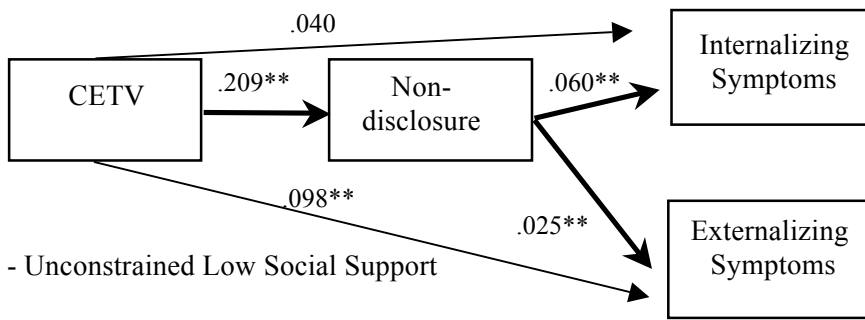 .040
Internalizing
Symptoms
CETV
.209**
Non-
disclosure
.060**
.098**
.025**
Externalizing
Symptoms
- Unconstrained Low Social Support